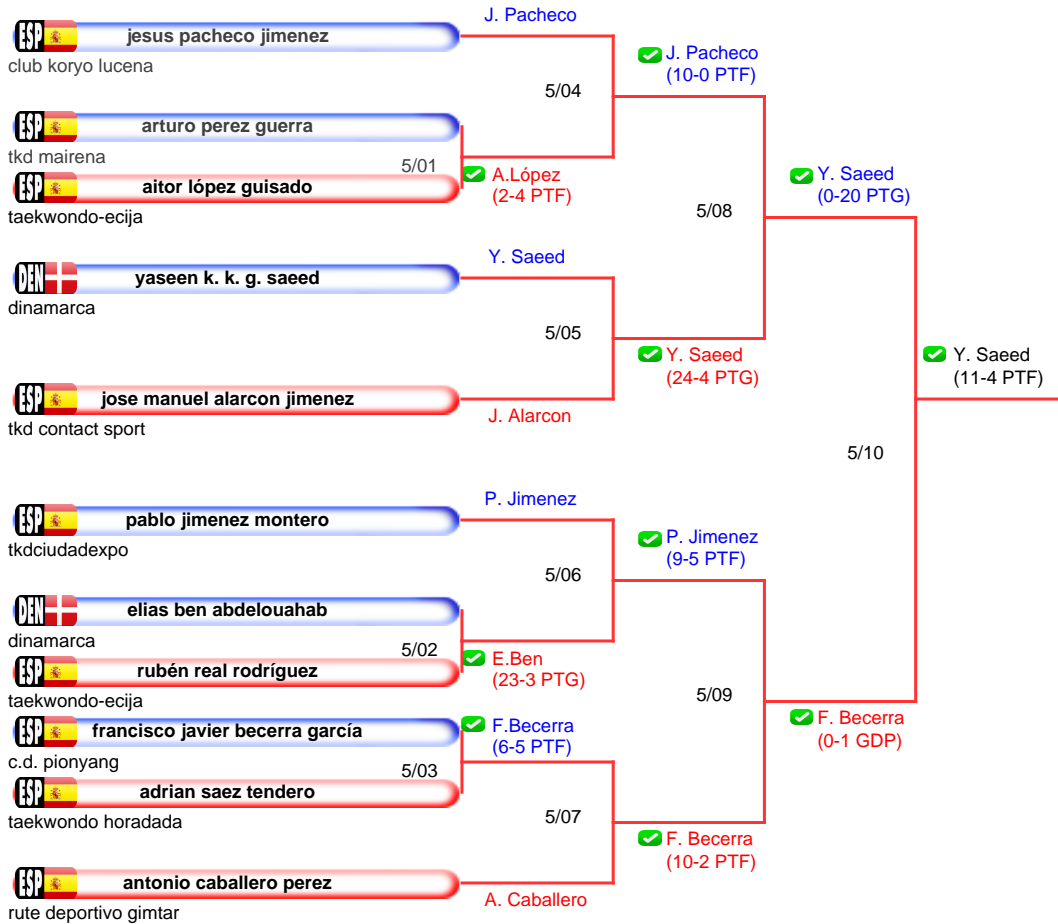 J. Pacheco
ESP jesus pacheco jimenez
club koryo lucena
J. Pacheco
(10-0 PTF)
5/04
ESP arturo perez guerra
tkd mairena
5/01
A.López
(2-4 PTF)
ESP aitor lópez guisado
taekwondo-ecija
Y. Saeed
(0-20 PTG)
5/08
Y. Saeed
DEN yaseen k. k. g. saeed
dinamarca
5/05
Y. Saeed
(24-4 PTG)
Y. Saeed
(11-4 PTF)
ESP jose manuel alarcon jimenez
tkd contact sport
J. Alarcon
5/10
P. Jimenez
ESP pablo jimenez montero
tkdciudadexpo
P. Jimenez
(9-5 PTF)
5/06
DEN elias ben abdelouahab
dinamarca
5/02
E.Ben
(23-3 PTG)
ESP rubén real rodríguez
taekwondo-ecija
5/09
F. Becerra
(0-1 GDP)
ESP francisco javier becerra garcía
c.d. pionyang
F.Becerra
(6-5 PTF)
5/03
ESP adrian saez tendero
taekwondo horadada
5/07
F. Becerra
(10-2 PTF)
ESP antonio caballero perez
rute deportivo gimtar
A. Caballero